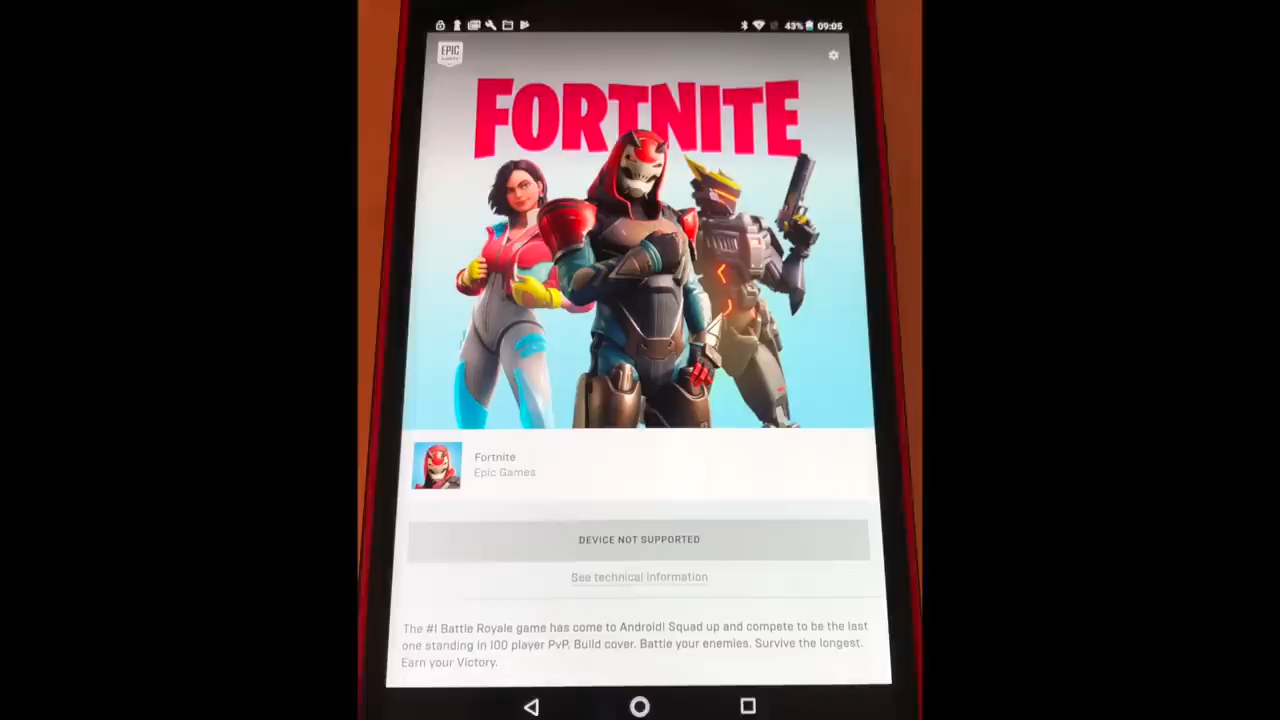 43% 09:05
EPIC
GAMES
FORTNITE
Fortnite
Epic Games
DEVICE NOT SUPPORTED
See technical information
The #1 Battle Royale game has come to Android! Squad up and compete to be the last
one standing in 100 player PvP. Build cover. Battle your enemies. Survive the longest.
Earn your Victory.